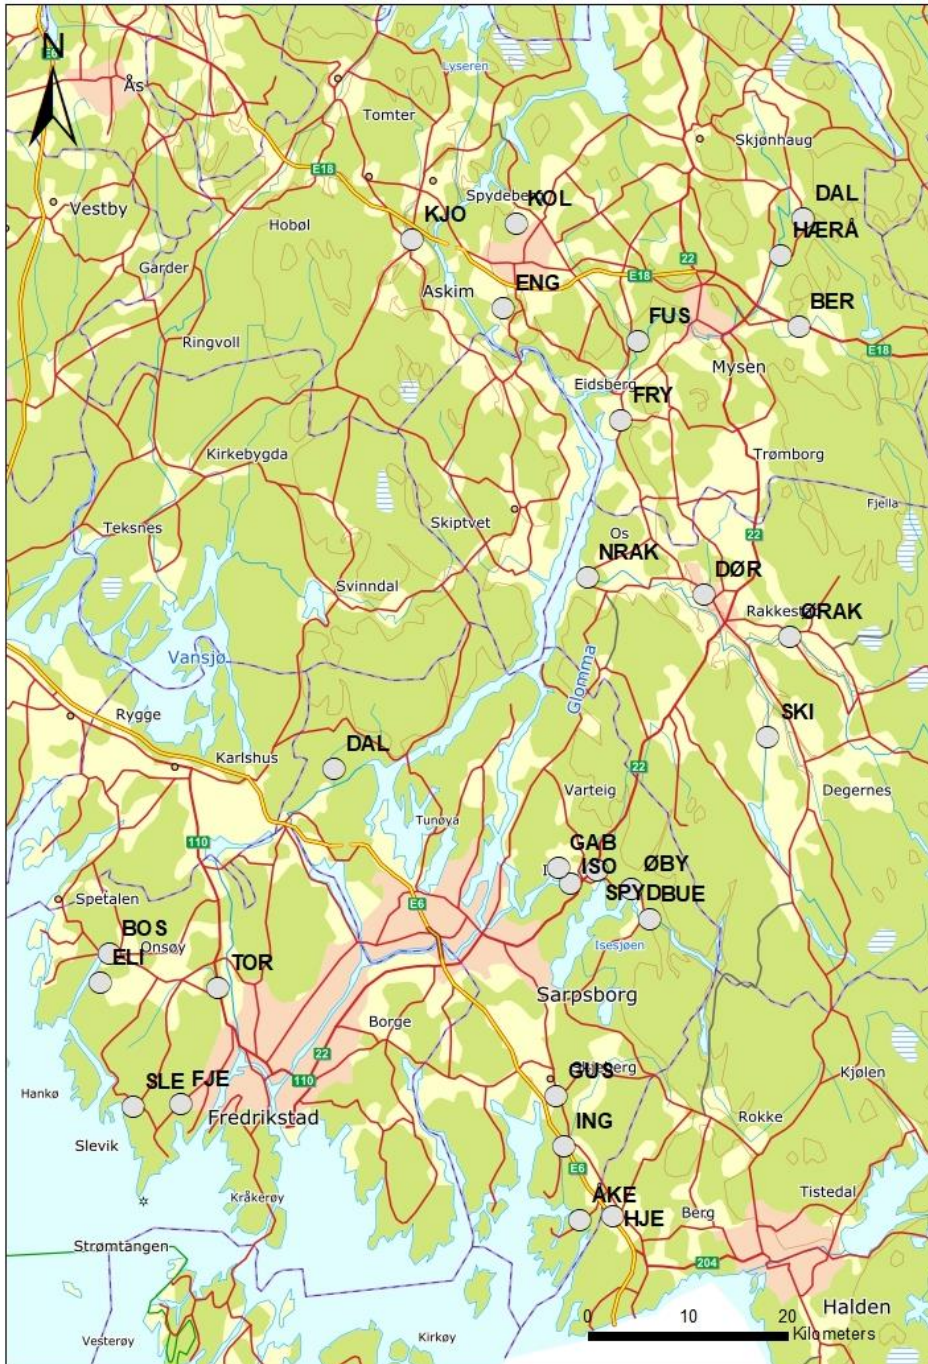 N
E6
Ås
Lyseren
Tomter
Skjønhaug
E18
Vestby
Spydeberg
KOL
DAL
Hobøl
KJO
HÆRÅ
Garder
22
E18
Askim
ENG
BER
FUS
Ringvoll
E18
Mysen
Eidsberg
FRY
Kirkebygda
Trømborg
Fjella
Teksnes
Skiptvet
Os
22
Svinndal
NRAK
DØR
Rakkestad
ØRAK
Vansjø
Glomma
Rygge
SKI
DAL
Karlshus
22
Varteig
Degernes
Tunøya
110
GAB
ISO
ØBY
Spetalen
E6
SPYD
BUE
BOS
Onsøy
Isesjøen
ELI
TOR
Sarpsborg
Borge
22
110
Skjeberg
GUS
Hankø
SLE
FJE
Kjølen
Fredrikstad
Rokke
Slevik
ING
E6
Kråkerøy
ÅKE
HJE
Berg
Tistedal
Strømtangen
204
0
10
20
Kilometers
Halden
Vesterøy
Kirkøy